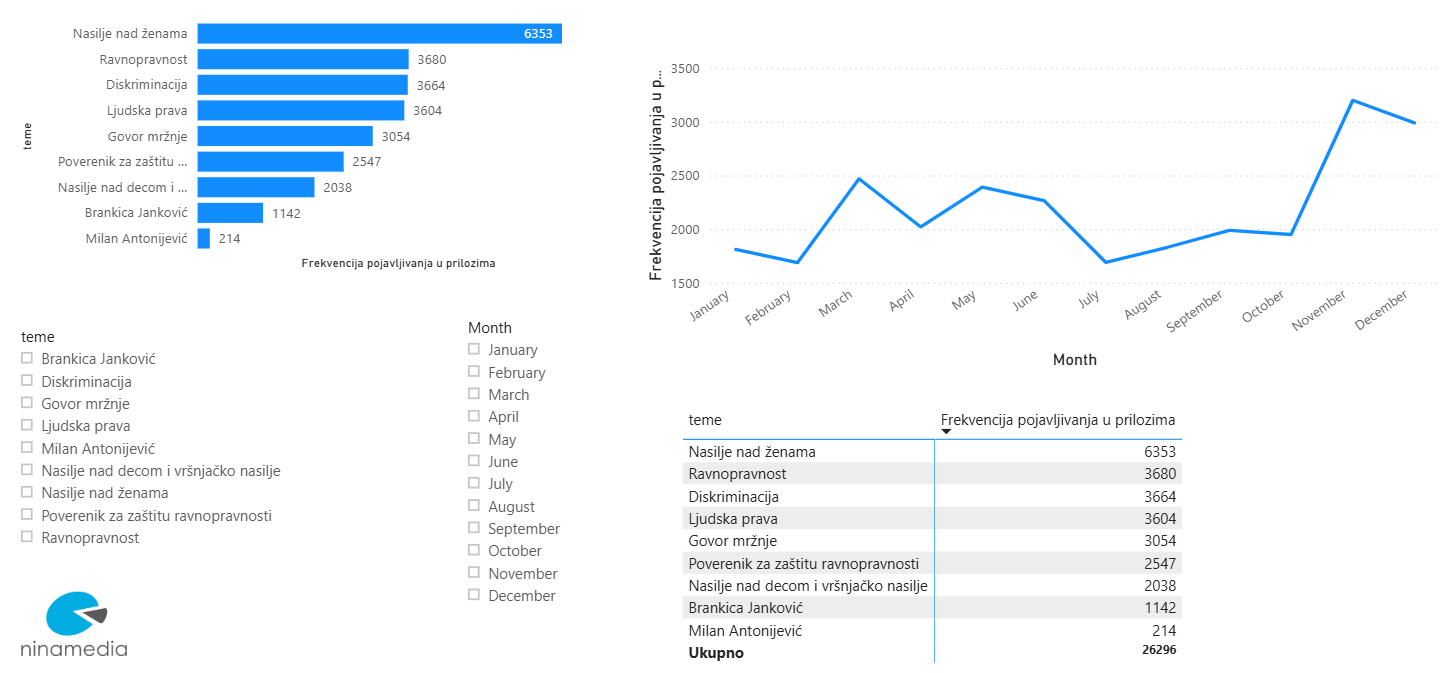 teme
Nasilje nad ženama 6353
Ravnopravnost 3680
Diskriminacija 3664
Ljudska prava 3604
Govor mržnje 3054
Poverenik za zaštitu ... 2547
Nasilje nad decom i ... 2038
Brankica Janković 1142
Milan Antonijević 214
Frekvencija pojavljivanja u prilozima
Frekvencija pojavljivanja u p...
3500
3000
2500
2000
1500
January February March April May June July August September October November December
Month
teme
Brankica Janković
Diskriminacija
Govor mržnje
Ljudska prava
Milan Antonijević
Nasilje nad decom i vršnjačko nasilje
Nasilje nad ženama
Poverenik za zaštitu ravnopravnosti
Ravnopravnost
Month
January
February
March
April
May
June
July
August
September
October
November
December
teme Frekvencija pojavljivanja u prilozima
Nasilje nad ženama 6353
Ravnopravnost 3680
Diskriminacija 3664
Ljudska prava 3604
Govor mržnje 3054
Poverenik za zaštitu ravnopravnosti 2547
Nasilje nad decom i vršnjačko nasilje 2038
Brankica Janković 1142
Milan Antonijević 214
Ukupno 26296
ninamedia